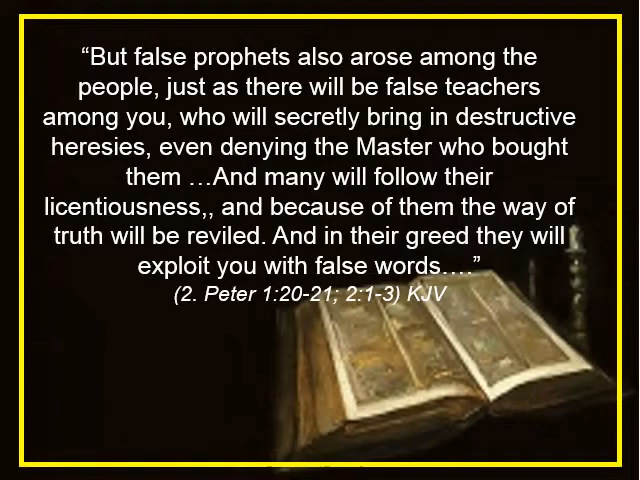 “But false prophets also arose among the
people, just as there will be false teachers
among you, who will secretly bring in destructive
heresies, even denying the Master who bought
them …And many will follow their
licentiousness,, and because of them the way of
truth will be reviled. And in their greed they will
exploit you with false words….”
(2. Peter 1:20-21; 2:1-3) KJV